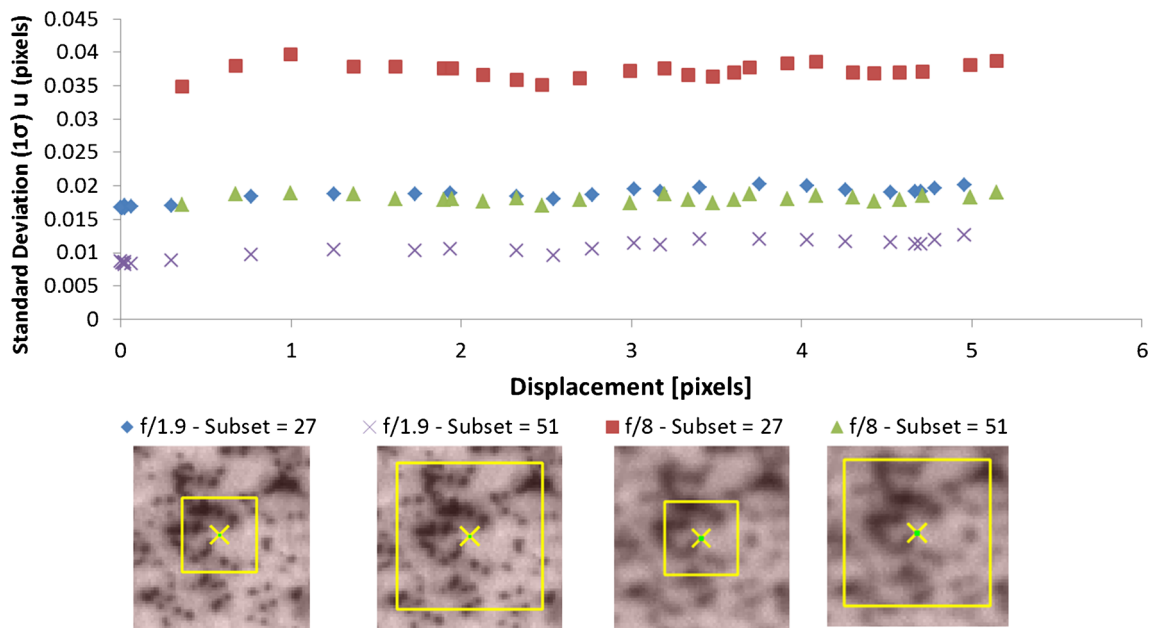 Standard Deviation (1σ) u (pixels)
0.045
0.04
0.035
0.03
0.025
0.02
0.015
0.01
0.005
0
0 1 2 3 4 5 6
Displacement [pixels]
f/1.9 - Subset = 27 f/1.9 - Subset = 51 f/8 - Subset = 27 f/8 - Subset = 51